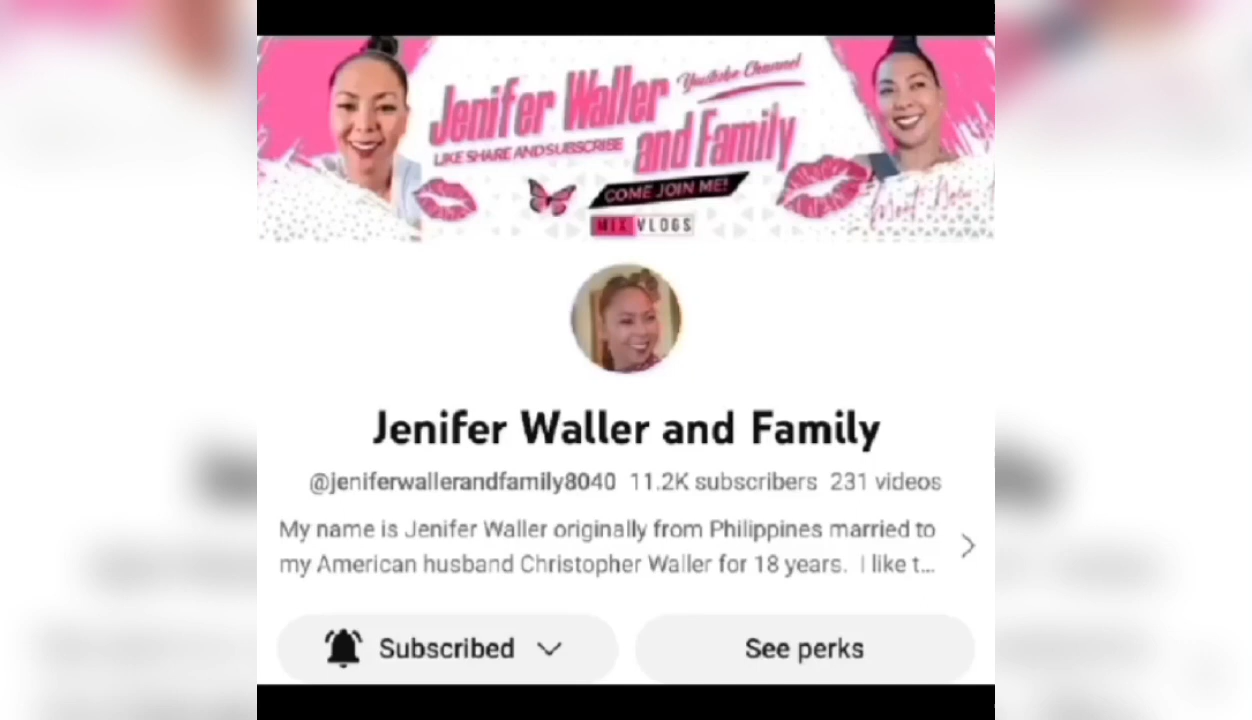 Jenifer Waller Youtube Channel
LIKE SHARE AND SUBSCRIBE and Family
COME JOIN ME!
MIX VLOGS
Jenifer Waller and Family
@jeniferwallerandfamily8040 11.2K subscribers 231 videos
My name is Jenifer Waller originally from Philippines married to
my American husband Christopher Waller for 18 years. I like t...
Subscribed
See perks